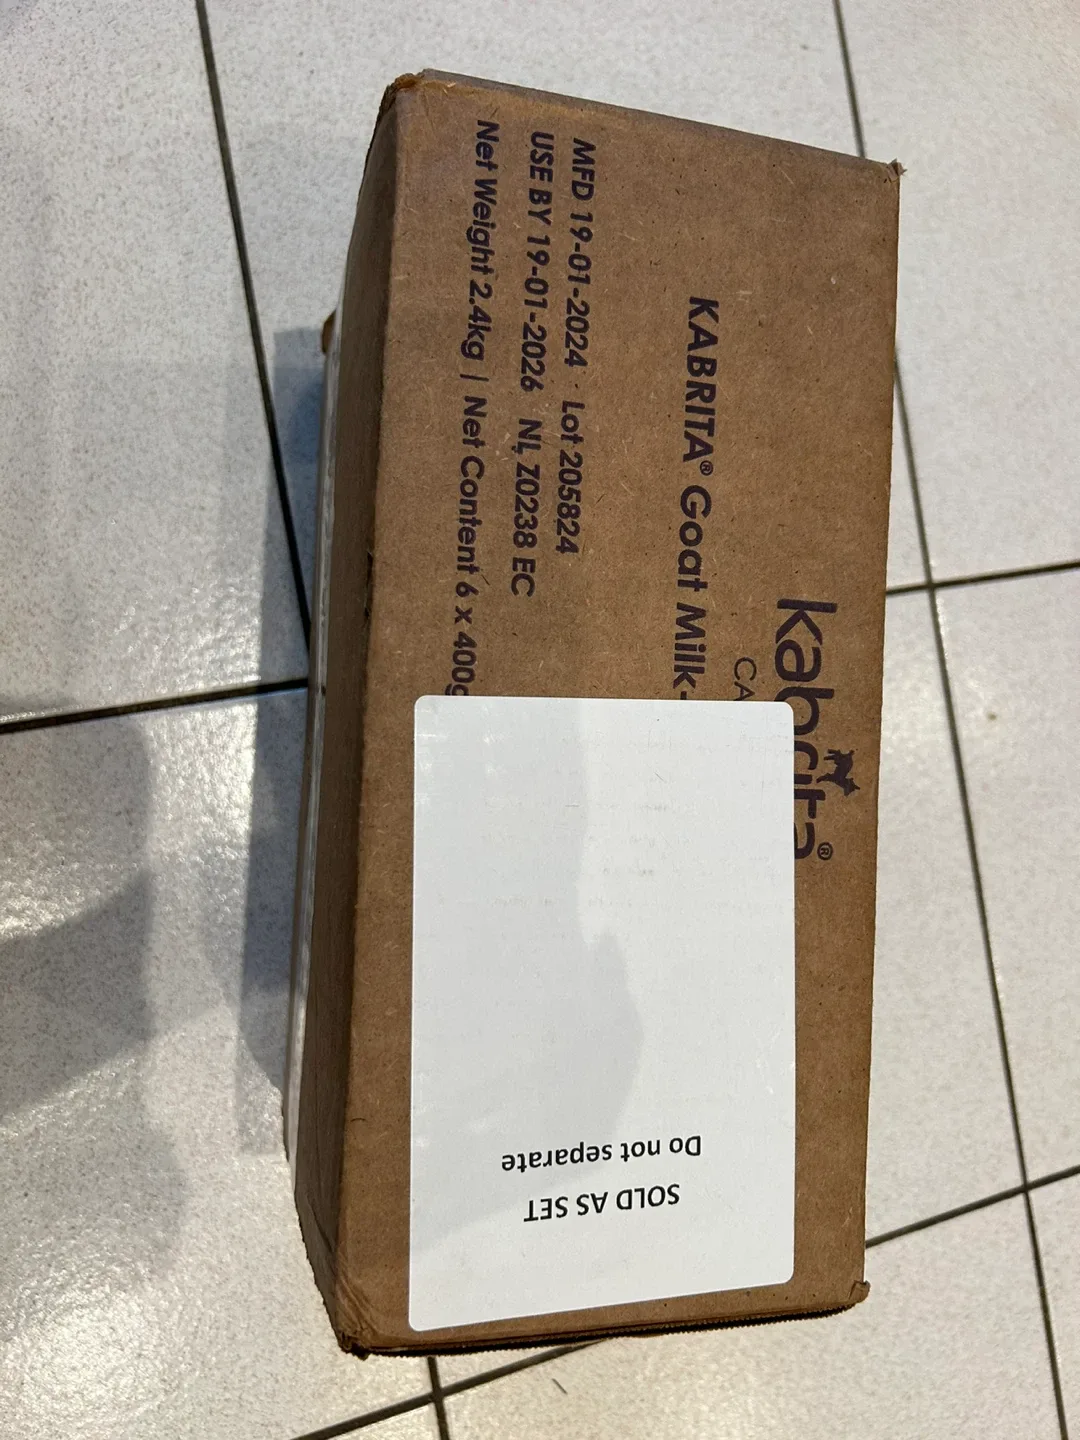 kabrita®
CA
KABRITA® Goat Milk-
MFD 19-01-2024 Lot 205824
USE BY 19-01-2026 NL Z0238 EC
Net Weight 2.4kg | Net Content 6 x 400g
SOLD AS SET
Do not separate